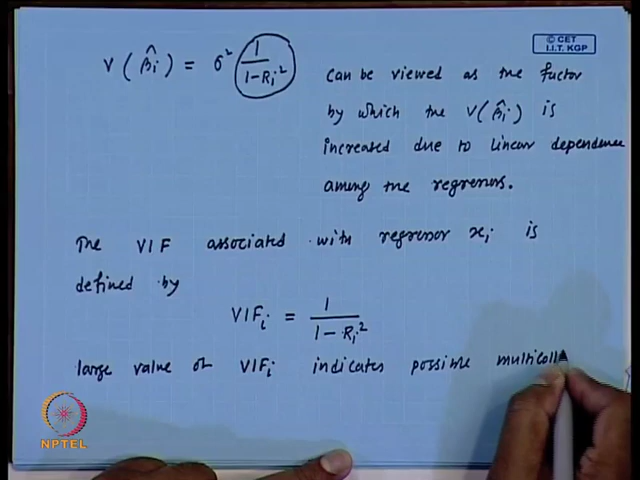 © CET
I.I.T. KGP
V(β̂i) = σ² 1/(1-Ri²)
can be viewed as the factor
by which the V(β̂i) is
increased due to linear dependence
among the regressors.
The VIF associated with regressor xi is
defined by
VIFi = 1/(1-Ri²)
large value of VIFi indicates possible multicoll
NPTEL